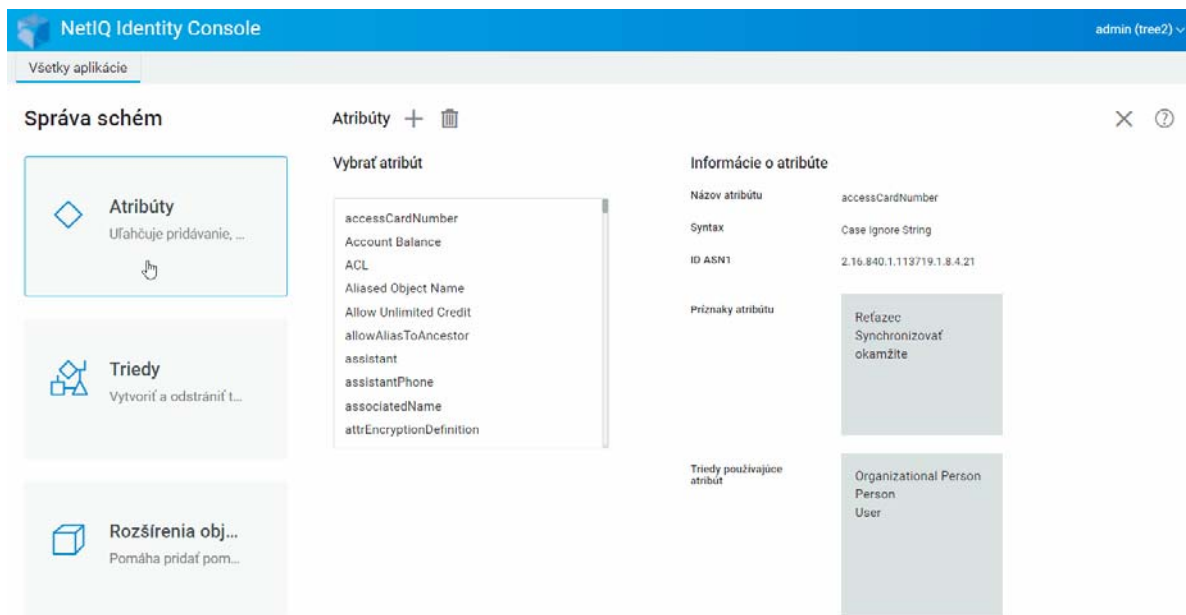 NetIQ Identity Console
admin (tree2)
Všetky aplikácie
Správa schém
Atribúty
Uľahčuje pridávanie, ...
Triedy
Vytvoriť a odstrániť t...
Rozšírenia obj...
Pomáha pridať pom...
Atribúty
Vybrať atribút
accessCardNumber
Account Balance
ACL
Aliased Object Name
Allow Unlimited Credit
allowAliasToAncestor
assistant
assistantPhone
associatedName
attrEncryptionDefinition
Informácie o atribúte
Názov atribútu
accessCardNumber
Syntax
Case Ignore String
ID ASN1
2.16.840.1.113719.1.8.4.21
Príznaky atribútu
Reťazec
Synchronizovať
okamžite
Triedy používajúce
atribút
Organizational Person
Person
User